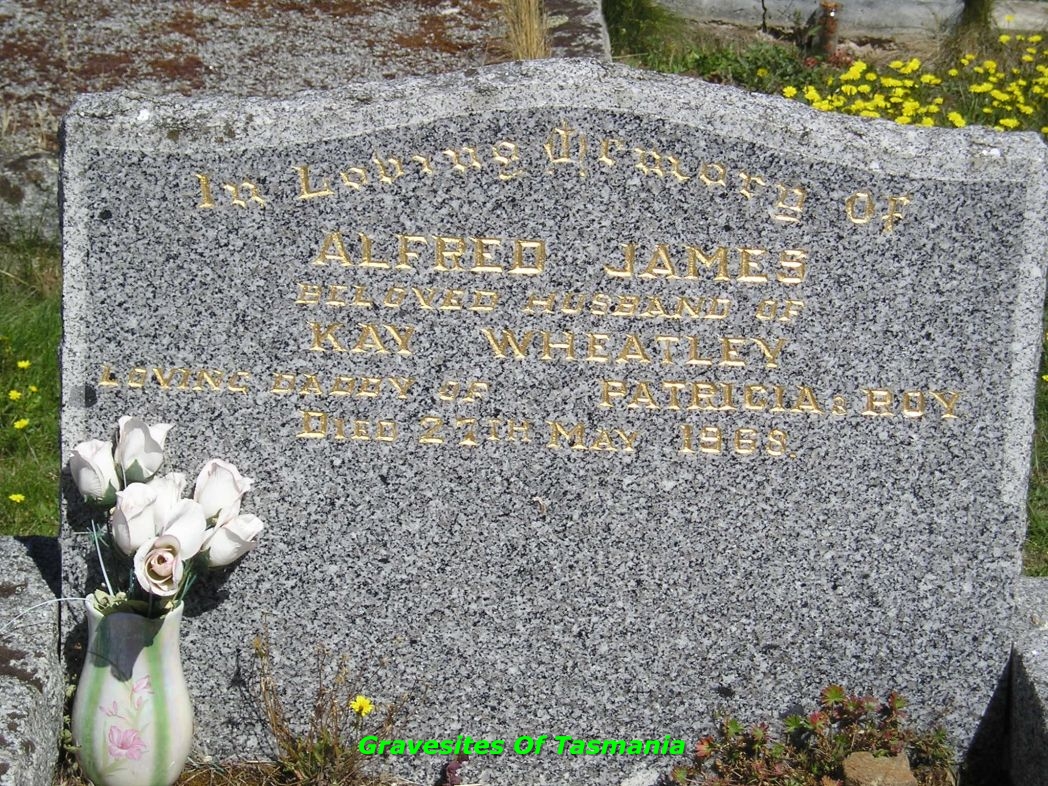 In Loving Memory Of
ALFRED JAMES
BELOVED HUSBAND OF
KAY WHEATLEY
LOVING DADDY OF PATRICIA & ROY
DIED 27TH MAY 1968.
Gravesites Of Tasmania